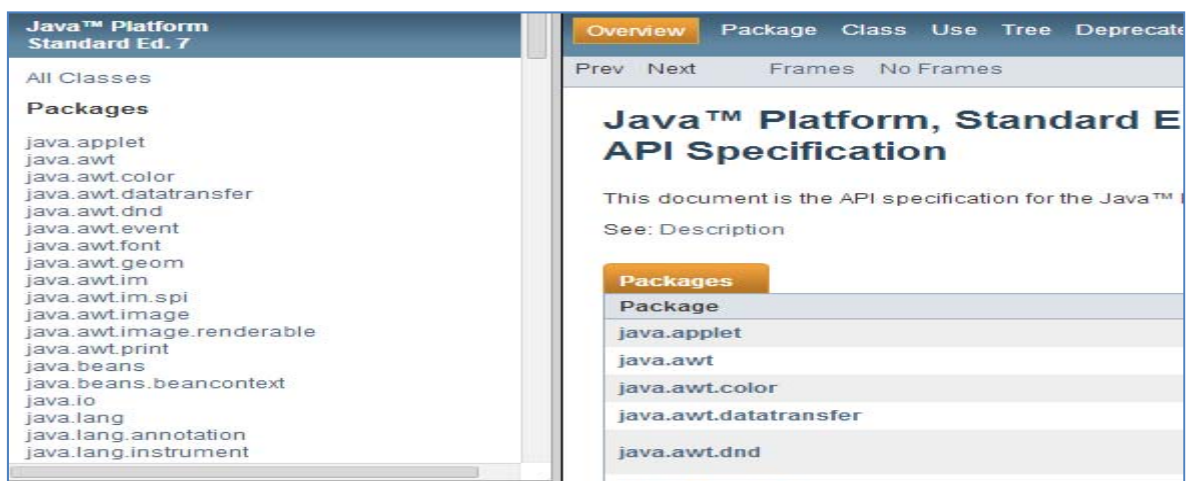 Java™ Platform
Standard Ed. 7
All Classes
Packages
java.applet
java.awt
java.awt.color
java.awt.datatransfer
java.awt.dnd
java.awt.event
java.awt.font
java.awt.geom
java.awt.im
java.awt.im.spi
java.awt.image
java.awt.image.renderable
java.awt.print
java.beans
java.beans.beancontext
java.io
java.lang
java.lang.annotation
java.lang.instrument
Overview Package Class Use Tree Deprecate
Prev Next Frames No Frames
Java™ Platform, Standard E
API Specification
This document is the API specification for the Java™
See: Description
Packages
Package
java.applet
java.awt
java.awt.color
java.awt.datatransfer
java.awt.dnd